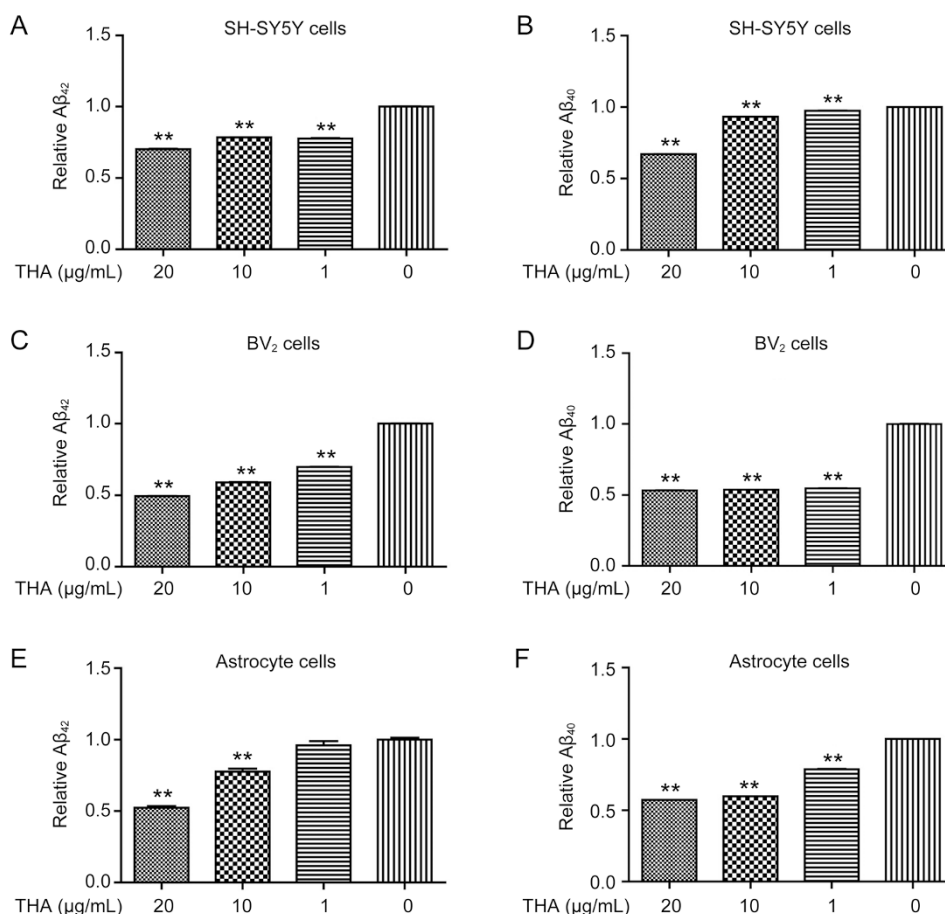 A
SH-SY5Y cells
Relative Aβ₄₂
1.5
1.0
0.5
0.0
** ** **
THA (μg/mL) 20 10 1 0
B
SH-SY5Y cells
Relative Aβ₄₀
1.5
1.0
0.5
0.0
** ** **
THA (μg/mL) 20 10 1 0
C
BV₂ cells
Relative Aβ₄₂
1.5
1.0
0.5
0.0
** ** **
THA (μg/mL) 20 10 1 0
D
BV₂ cells
Relative Aβ₄₀
1.5
1.0
0.5
0.0
** ** **
THA (μg/mL) 20 10 1 0
E
Astrocyte cells
Relative Aβ₄₂
1.5
1.0
0.5
0.0
** **
THA (μg/mL) 20 10 1 0
F
Astrocyte cells
Relative Aβ₄₀
1.5
1.0
0.5
0.0
** ** **
THA (μg/mL) 20 10 1 0